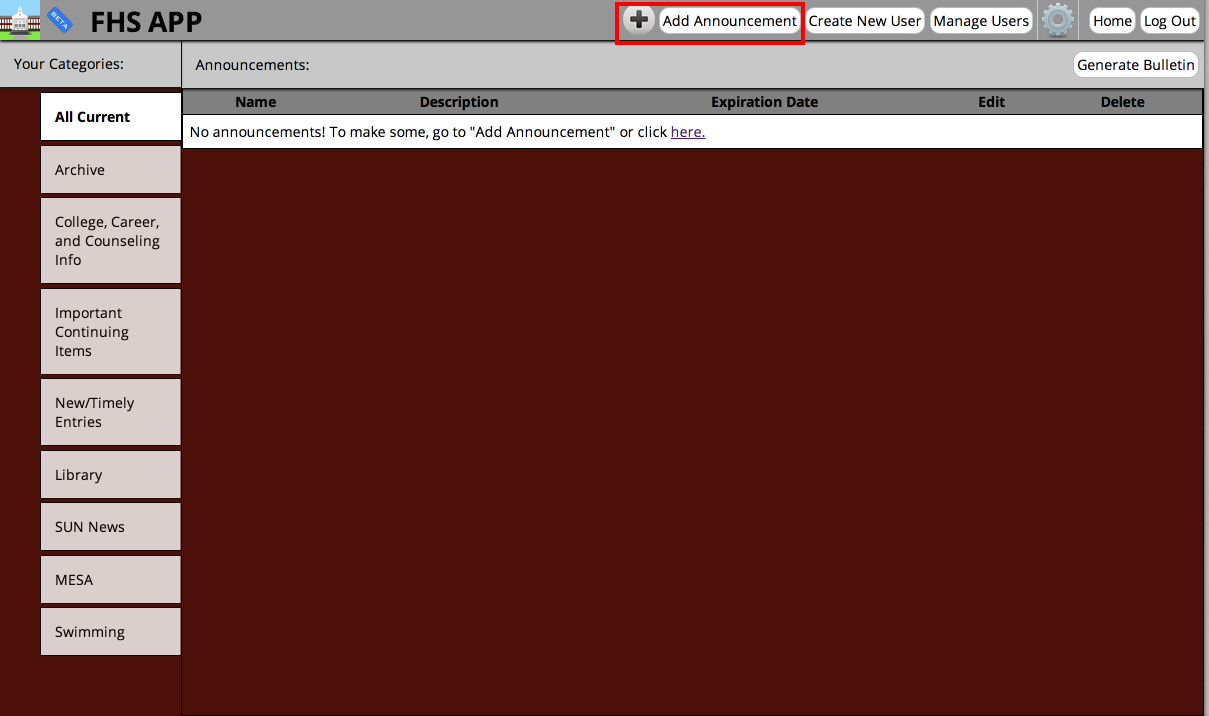 BETA
FHS APP
Add Announcement
Create New User
Manage Users
Home
Log Out
Your Categories:
Announcements:
Generate Bulletin
Name Description Expiration Date Edit Delete
No announcements! To make some, go to "Add Announcement" or click here.
All Current
Archive
College, Career,
and Counseling
Info
Important
Continuing
Items
New/Timely
Entries
Library
SUN News
MESA
Swimming